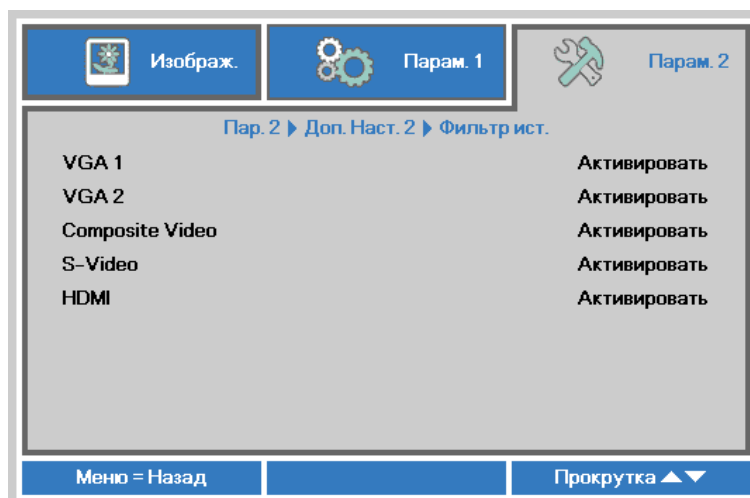 Изображ. Парам. 1 Парам. 2
Пар. 2 ▶ Доп. Наст. 2 ▶ Фильтр ист.
VGA 1 Активировать
VGA 2 Активировать
Composite Video Активировать
S-Video Активировать
HDMI Активировать
Меню = Назад Прокрутка ▲▼